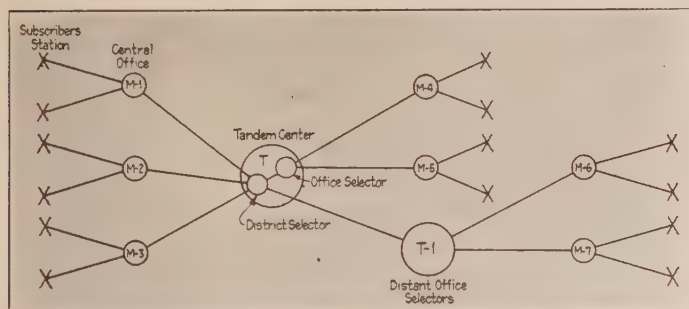 Subscribers
Station
Central
Office
M-1
M-2
M-3
Tandem Center
T
Office Selector
District Selector
M-4
M-5
T-1
Distant Office
Selectors
M-6
M-7